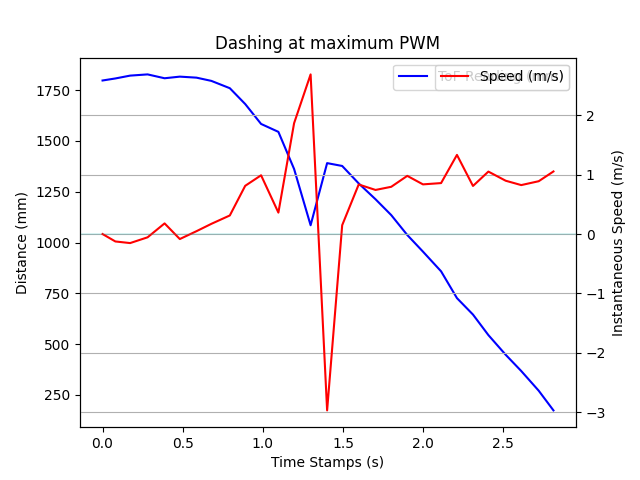 Dashing at maximum PWM
Speed (m/s)
1750
1500
1250
1000
750
500
250
2
1
0
−1
−2
−3
0.0 0.5 1.0 1.5 2.0 2.5
Distance (mm)
Instantaneous Speed (m/s)
Time Stamps (s)